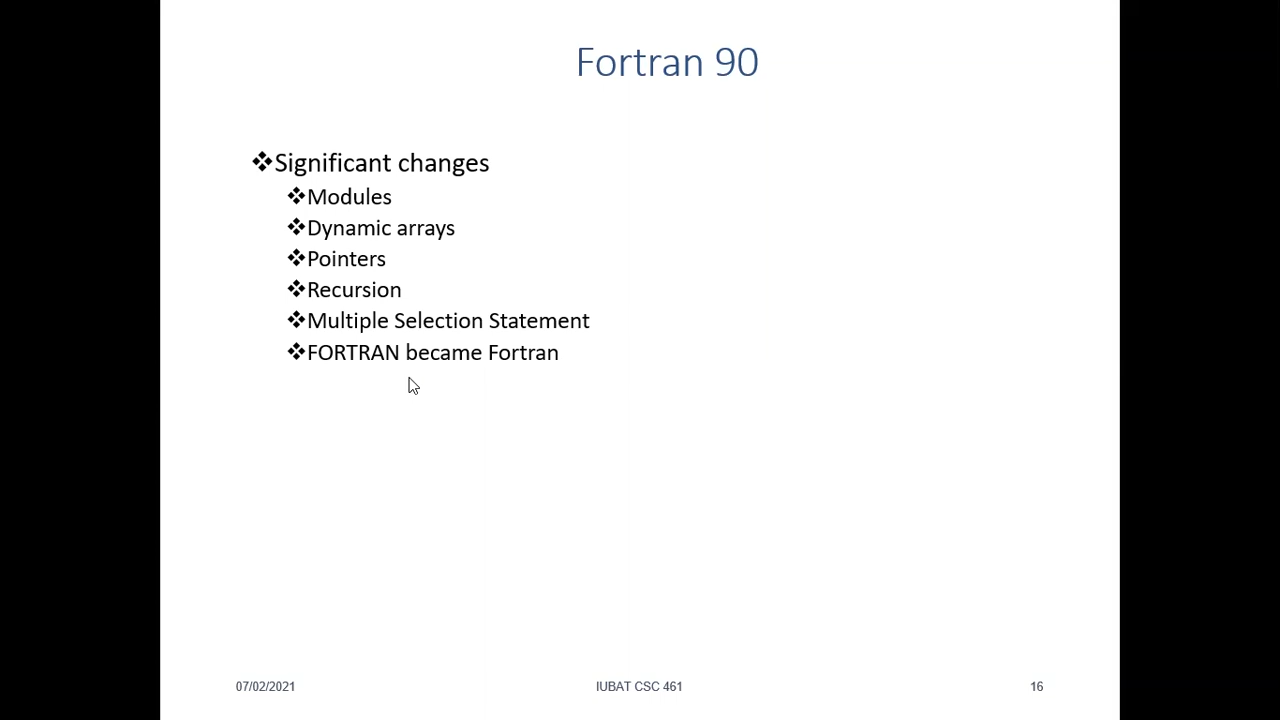 Fortran 90
❖Significant changes
❖Modules
❖Dynamic arrays
❖Pointers
❖Recursion
❖Multiple Selection Statement
❖FORTRAN became Fortran
07/02/2021
IUBAT CSC 461
16